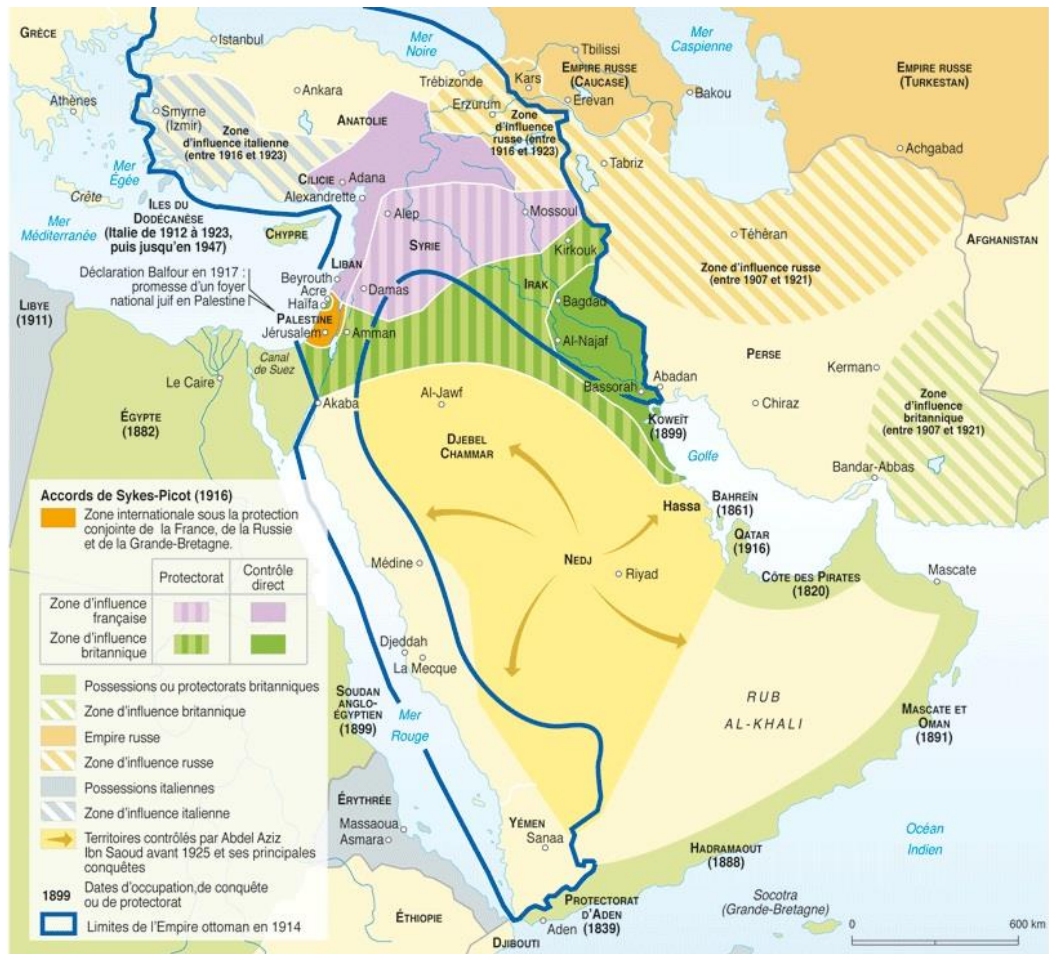 GRÈCE
Istanbul
Mer
Noire
Mer
Caspienne
Tbilissi
EMPIRE RUSSE
(CAUCASE)
EMPIRE RUSSE
(TURKESTAN)
Trébizonde
Kars
Erzurum
Erevan
Bakou
Athènes
Ankara
Smyrne
(Izmir)
ANATOLIE
Zone
d'influence italienne
(entre 1916 et 1923)
Zone
d'influence
russe (entre
1916 et 1923)
Tabriz
Achgabad
Mer
Égée
CILICIE
Adana
Alexandrette
Crète
ILES DU
DODÉCANÈSE
(Italie de 1912 à 1923,
puis jusqu'en 1947)
Mer
Méditerranée
CHYPRE
Alep
Mossoul
SYRIE
Kirkouk
Téhèran
AFGHANISTAN
Zone d'influence russe
(entre 1907 et 1921)
LIBAN
Déclaration Balfour en 1917 :
promesse d'un foyer
national juif en Palestine
Beyrouth
Acre
Haïfa
Damas
IRAK
Bagdad
LIBYE
(1911)
PALESTINE
Jérusalem
Amman
Al-Najaf
PERSE
Canal
de Suez
Le Caire
Bassorah
Abadan
Kerman
Akaba
Al-Jawf
KOWEÏT
(1899)
Chiraz
Zone
d'influence
britannique
(entre 1907 et 1921)
ÉGYPTE
(1882)
DJEBEL
CHAMMAR
Golfe
Bandar-Abbas
Hassa
BAHREÏN
(1861)
QATAR
(1916)
Médine
NEDJ
Riyad
CÔTE DES PIRATES
(1820)
Mascate
Djeddah
La Mecque
SOUDAN
ANGLO-
ÉGYPTIEN
(1899)
Mer
Rouge
RUB
AL-KHALI
MASCATE ET
OMAN
(1891)
ÉRYTHRÉE
Massaoua
Asmara
YÉMEN
Sanaa
HADRAMAOUT
(1888)
Océan
Indien
ÉTHIOPIE
PROTECTORAT
D'ADEN
(1839)
Aden
DJIBOUTI
Socotra
(Grande-Bretagne)
0 600 km
Accords de Sykes-Picot (1916)
Zone internationale sous la protection
conjointe de la France, de la Russie
et de la Grande-Bretagne.
Protectorat
Contrôle
direct
Zone d'influence
française
Zone d'influence
britannique
Possessions ou protectorats britanniques
Zone d'influence britannique
Empire russe
Zone d'influence russe
Possessions italiennes
Zone d'influence italienne
Territoires contrôlés par Abdel Aziz
Ibn Saoud avant 1925 et ses principales
conquêtes
1899 Dates d'occupation,de conquête
ou de protectorat
Limites de l'Empire ottoman en 1914